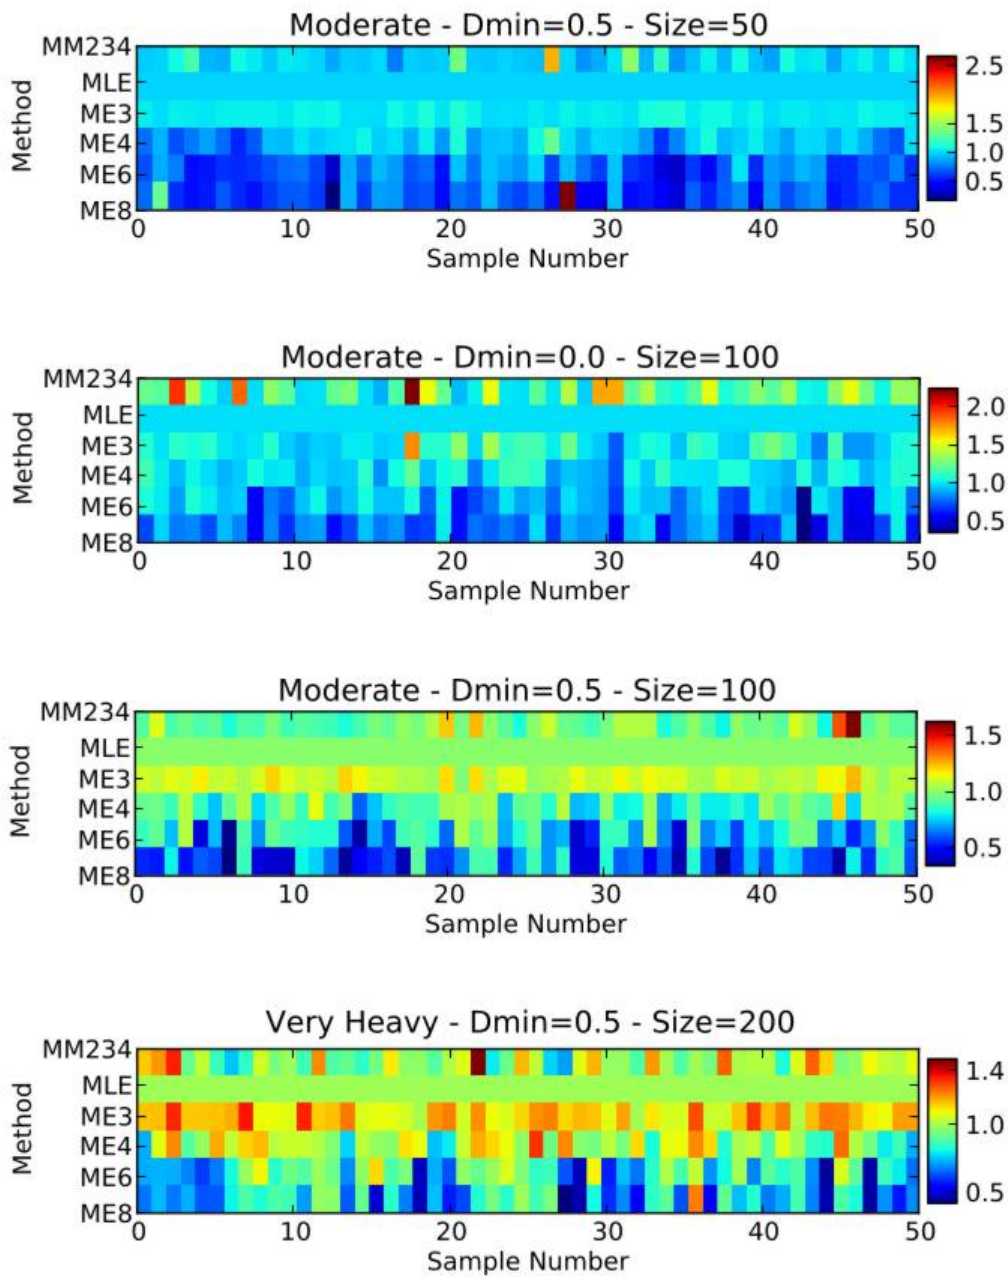 Moderate - Dmin=0.5 - Size=50
MM234
MLE
ME3
ME4
ME6
ME8
Method
0 10 20 30 40 50
Sample Number
2.5
1.5
1.0
0.5
Moderate - Dmin=0.0 - Size=100
MM234
MLE
ME3
ME4
ME6
ME8
Method
0 10 20 30 40 50
Sample Number
2.0
1.5
1.0
0.5
Moderate - Dmin=0.5 - Size=100
MM234
MLE
ME3
ME4
ME6
ME8
Method
0 10 20 30 40 50
Sample Number
1.5
1.0
0.5
Very Heavy - Dmin=0.5 - Size=200
MM234
MLE
ME3
ME4
ME6
ME8
Method
0 10 20 30 40 50
Sample Number
1.4
1.0
0.5